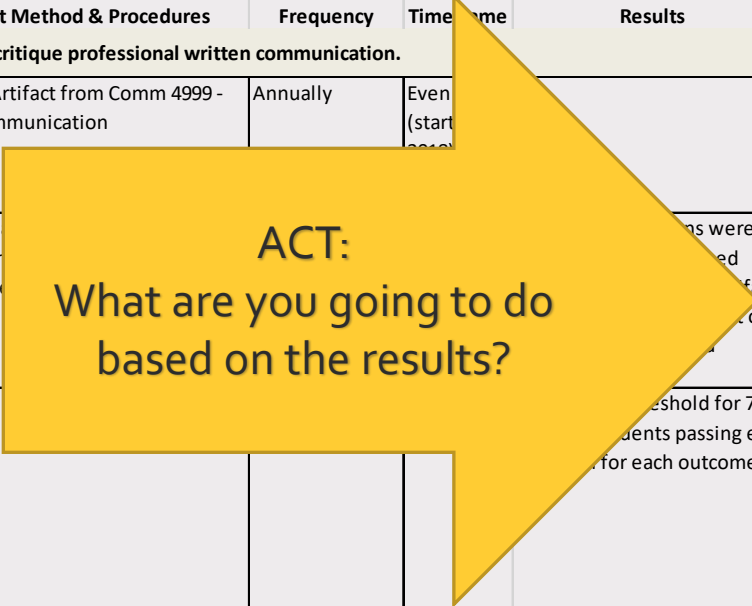 t Method & Procedures Frequency Time me Results
critique professional written communication.
rtifact from Comm 4999 - Annually Even
mmunication (start
ACT:
What are you going to do
based on the results?
ns were
ed
eshold for 7
dents passing e
for each outcome